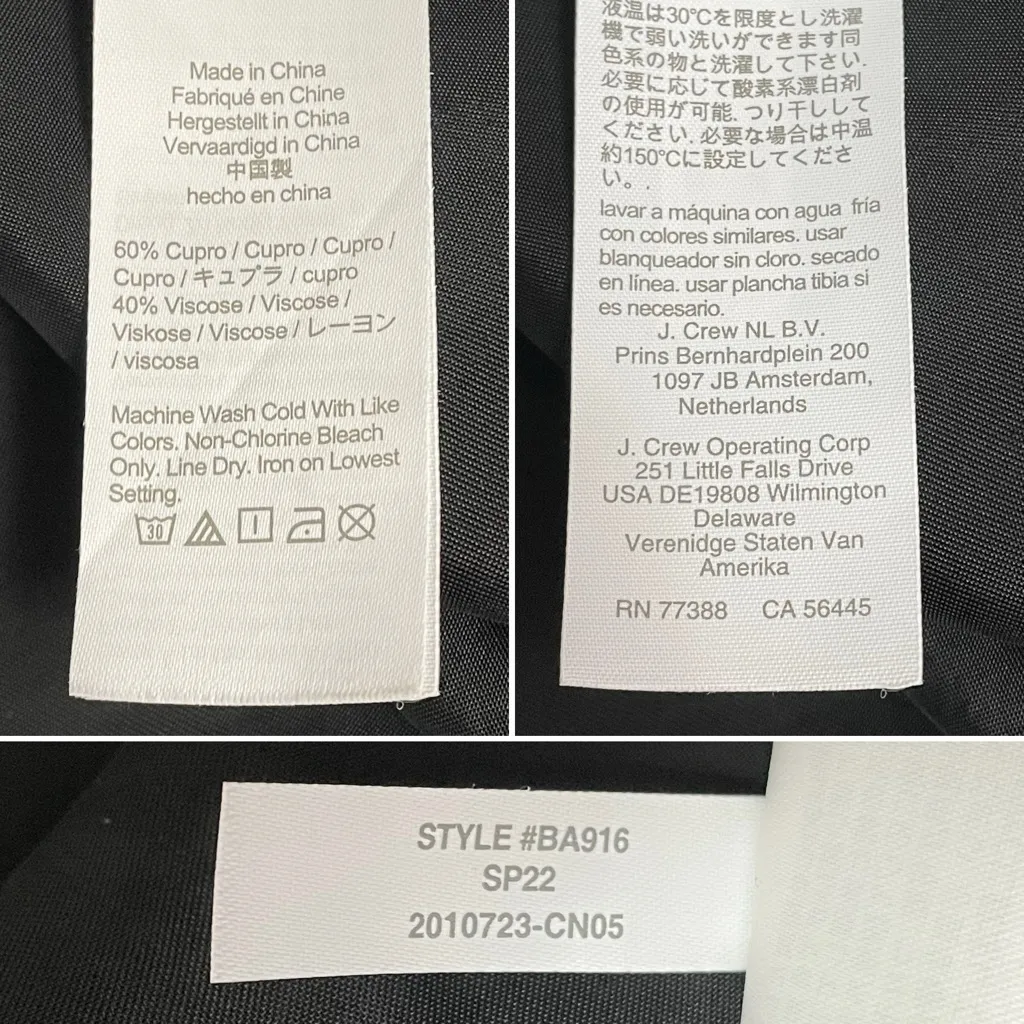 Made in China
Fabriqué en Chine
Hergestellt in China
Vervaardigd in China
中国製
hecho en china
60% Cupro / Cupro / Cupro /
Cupro / キュプラ / cupro
40% Viscose / Viscose /
Viskose / Viscose / レーヨン
/ viscosa
Machine Wash Cold With Like
Colors. Non-Chlorine Bleach
Only. Line Dry. Iron on Lowest
Setting.
30
液温は30℃を限度とし洗濯
機で弱い洗いができます同
色系の物と洗濯して下さい.
必要に応じて酸素系漂白剤
の使用が可能. つり干しして
ください. 必要な場合は中温
約150℃に設定してくださ
い。.
lavar a máquina con agua fría
con colores similares. usar
blanqueador sin cloro. secado
en línea. usar plancha tibia si
es necesario.
J. Crew NL B.V.
Prins Bernhardplein 200
1097 JB Amsterdam,
Netherlands
J. Crew Operating Corp
251 Little Falls Drive
USA DE19808 Wilmington
Delaware
Verenidge Staten Van
Amerika
RN 77388 CA 56445
STYLE #BA916
SP22
2010723-CN05